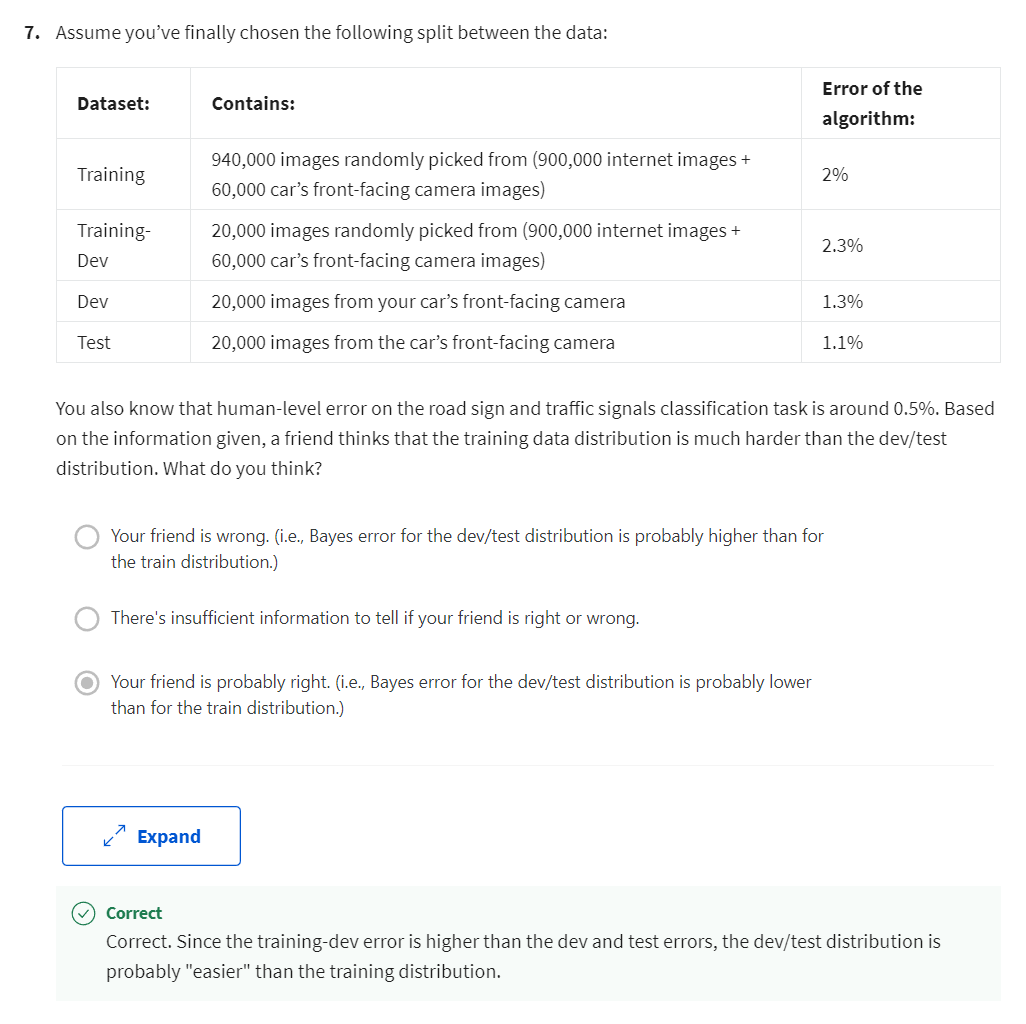 7. Assume you’ve finally chosen the following split between the data:
Dataset:
Contains:
Error of the
algorithm:
Training
940,000 images randomly picked from (900,000 internet images +
60,000 car’s front-facing camera images)
2%
Training-
Dev
20,000 images randomly picked from (900,000 internet images +
60,000 car’s front-facing camera images)
2.3%
Dev
20,000 images from your car’s front-facing camera
1.3%
Test
20,000 images from the car’s front-facing camera
1.1%
You also know that human-level error on the road sign and traffic signals classification task is around 0.5%. Based
on the information given, a friend thinks that the training data distribution is much harder than the dev/test
distribution. What do you think?
Your friend is wrong. (i.e., Bayes error for the dev/test distribution is probably higher than for
the train distribution.)
There's insufficient information to tell if your friend is right or wrong.
Your friend is probably right. (i.e., Bayes error for the dev/test distribution is probably lower
than for the train distribution.)
Expand
Correct
Correct. Since the training-dev error is higher than the dev and test errors, the dev/test distribution is
probably "easier" than the training distribution.